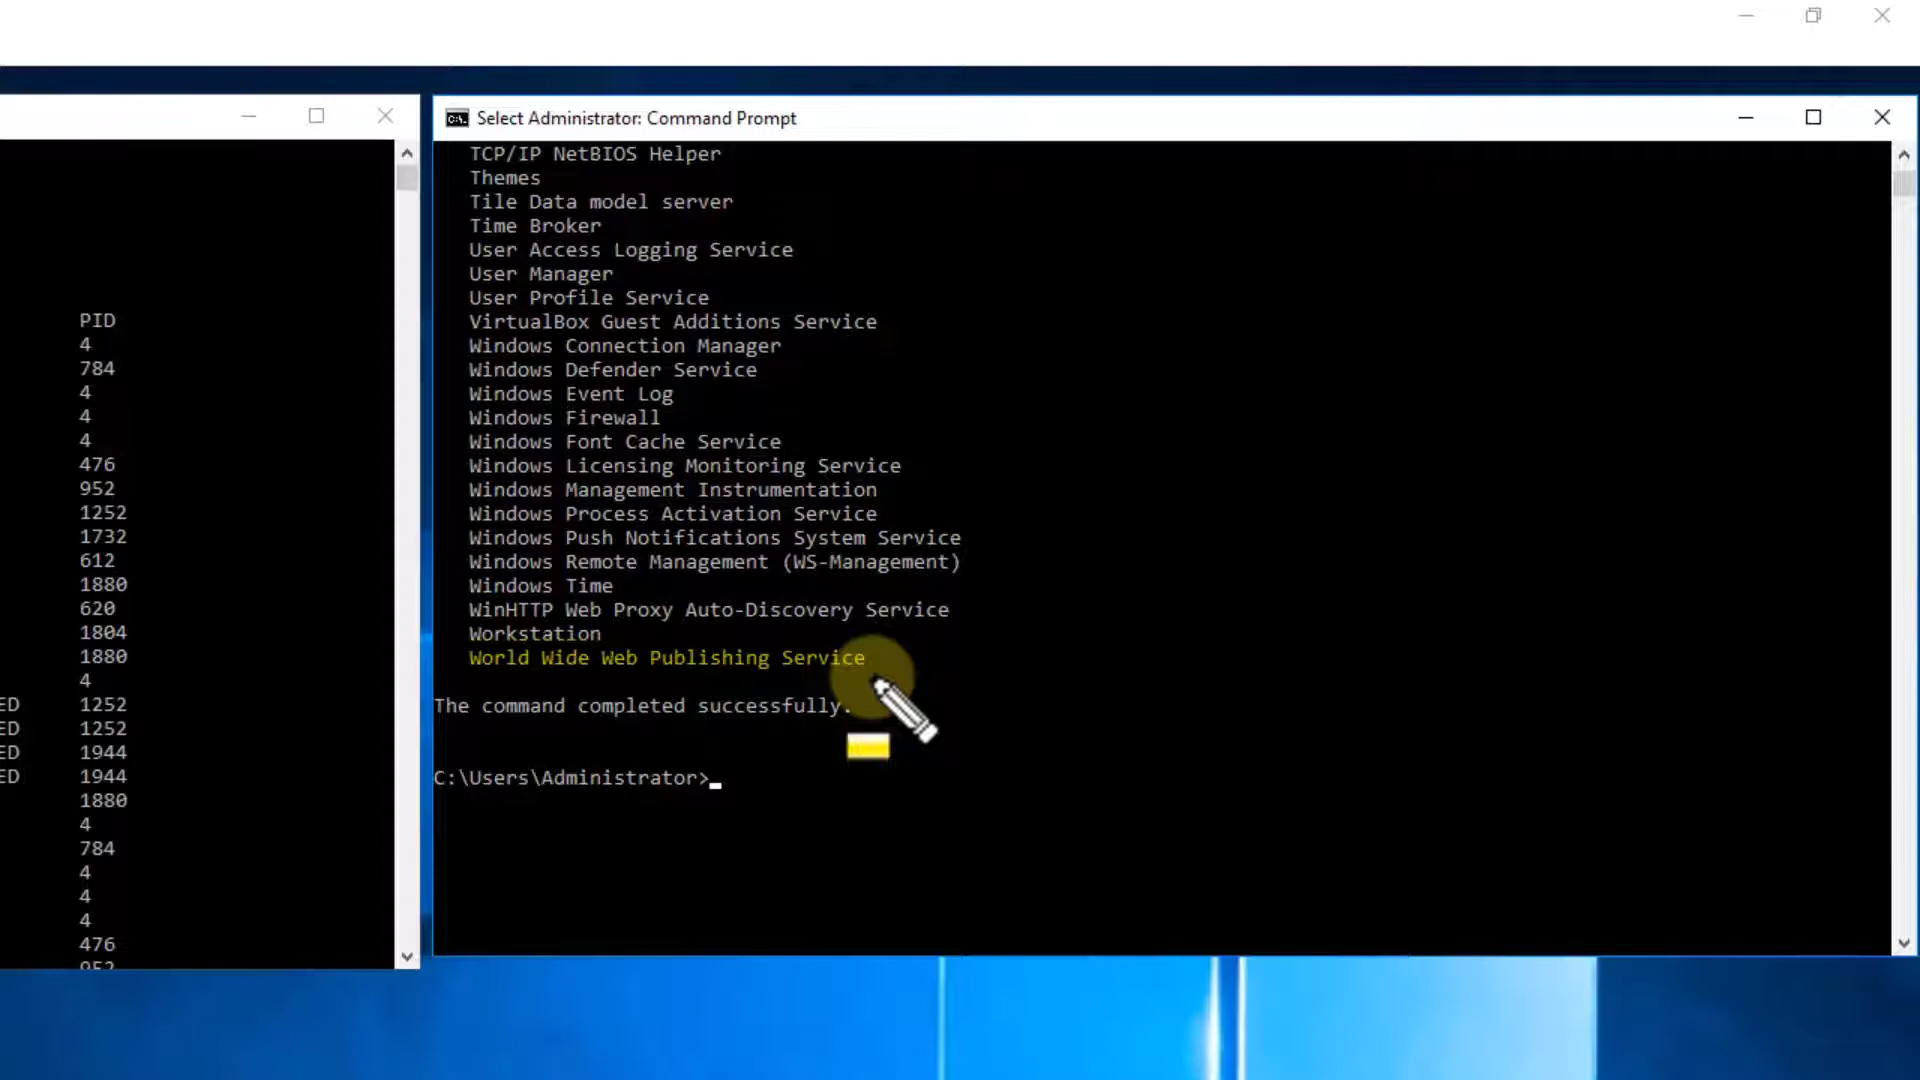 PID
4
784
4
4
4
476
952
1252
1732
612
1880
620
1804
1880
4
ED 1252
ED 1252
ED 1944
ED 1944
1880
4
784
4
4
4
476
952
Select Administrator: Command Prompt
TCP/IP NetBIOS Helper
Themes
Tile Data model server
Time Broker
User Access Logging Service
User Manager
User Profile Service
VirtualBox Guest Additions Service
Windows Connection Manager
Windows Defender Service
Windows Event Log
Windows Firewall
Windows Font Cache Service
Windows Licensing Monitoring Service
Windows Management Instrumentation
Windows Process Activation Service
Windows Push Notifications System Service
Windows Remote Management (WS-Management)
Windows Time
WinHTTP Web Proxy Auto-Discovery Service
Workstation
World Wide Web Publishing Service
The command completed successfully.
C:\Users\Administrator>